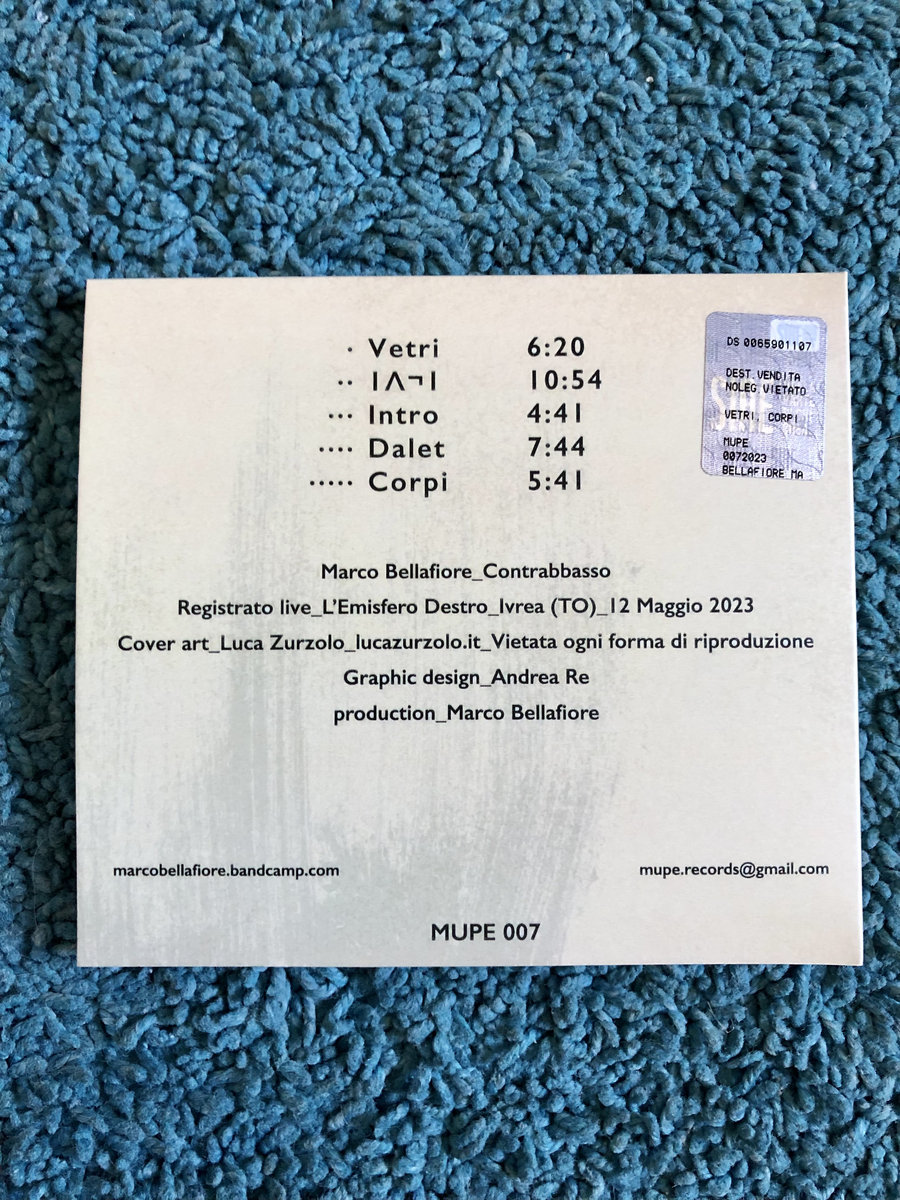 · Vetri 6:20
·· I Λ ¬ I 10:54
··· Intro 4:41
···· Dalet 7:44
····· Corpi 5:41
DS 0065901107
DEST.VENDITA
NOLEG.VIETATO
VETRI, CORPI
MUPE
0072023
BELLAFIORE MA
Marco Bellafiore_Contrabbasso
Registrato live_L'Emisfero Destro_Ivrea (TO)_12 Maggio 2023
Cover art_Luca Zurzolo_lucazurzolo.it_Vietata ogni forma di riproduzione
Graphic design_Andrea Re
production_Marco Bellafiore
marcobellafiore.bandcamp.com
mupe.records@gmail.com
MUPE 007